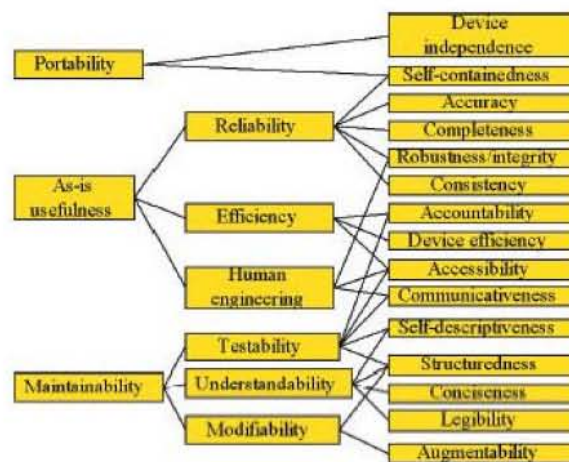 Portability
As-is
usefulness
Maintainability
Reliability
Efficiency
Human
engineering
Testability
Understandability
Modifiability
Device
independence
Self-containedness
Accuracy
Completeness
Robustness/integrity
Consistency
Accountability
Device efficiency
Accessibility
Communicativeness
Self-descriptiveness
Structuredness
Conciseness
Legibility
Augmentability